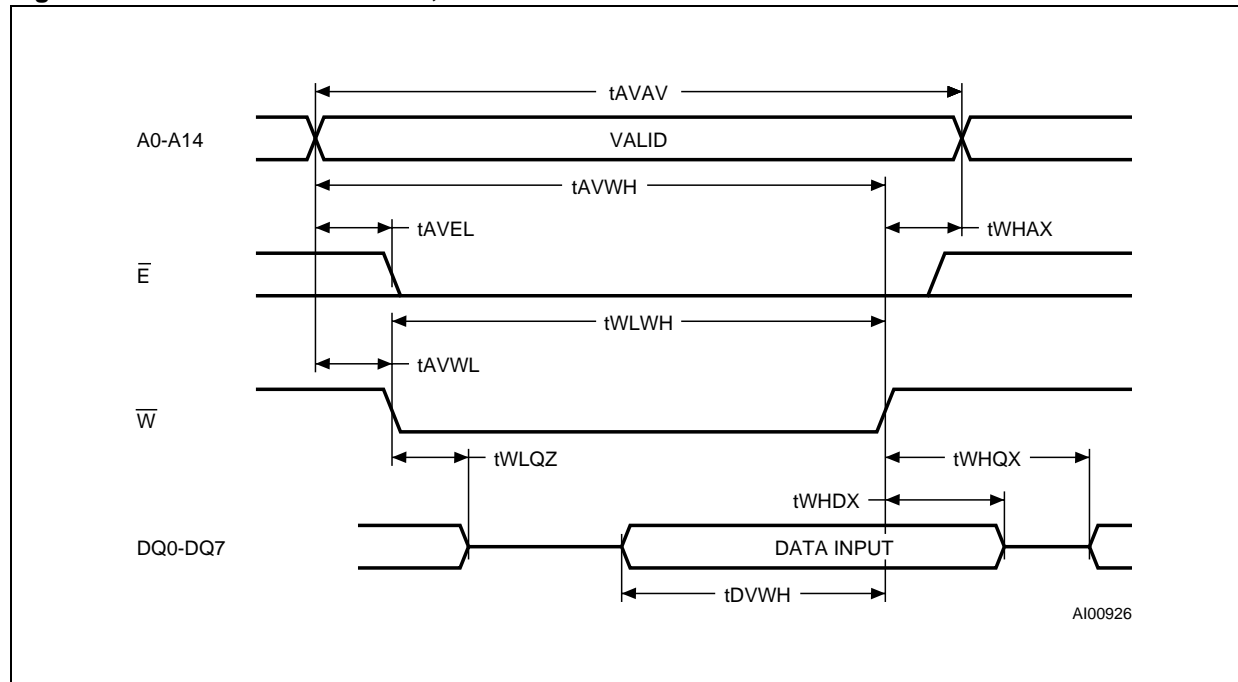 tAVAV
A0-A14
VALID
tAVWH
tAVEL
tWHAX
E̅
tWLWH
tAVWL
W̅
tWLQZ
tWHQX
tWHDX
DQ0-DQ7
DATA INPUT
tDVWH
AI00926